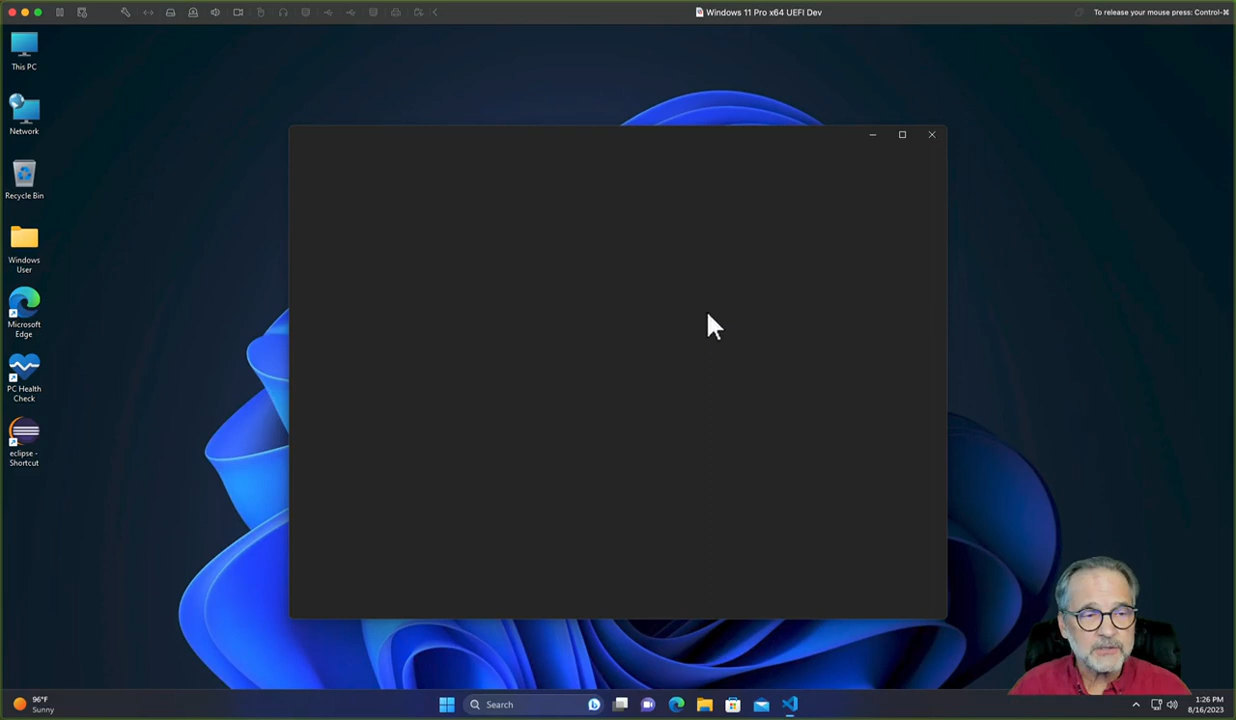 Windows 11 Pro x64 UEFI Dev
To release your mouse press: Control-⌘
This PC
Network
Recycle Bin
Windows
User
Microsoft
Edge
PC Health
Check
eclipse -
Shortcut
96°F
Sunny
Search
1:26 PM
8/16/2023